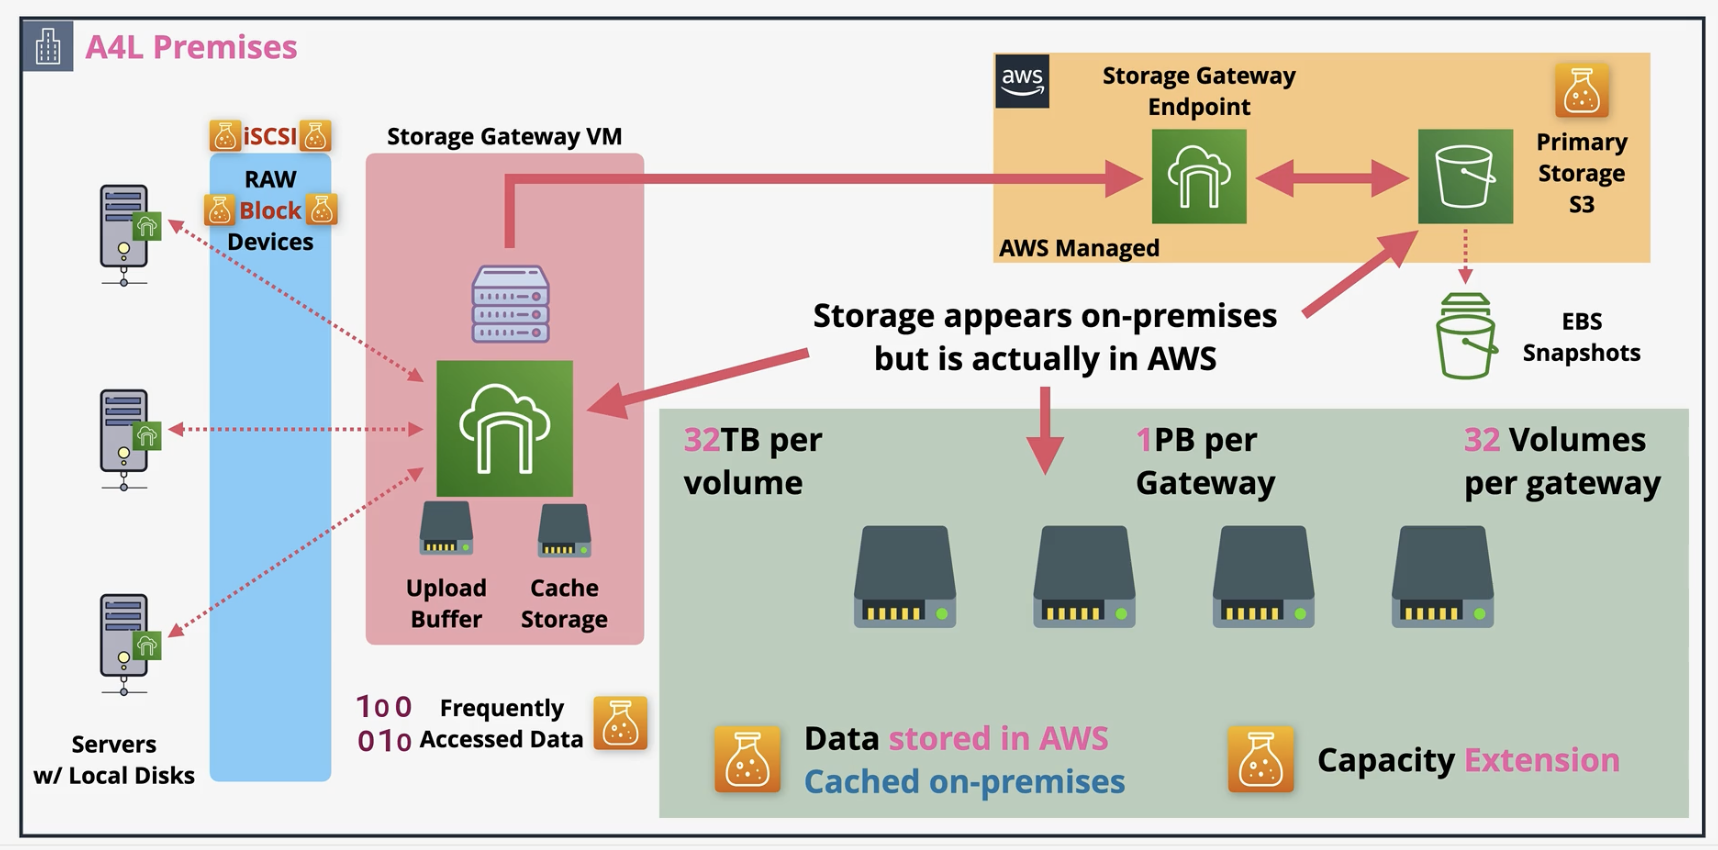 A4L Premises
iSCSI
RAW
Block
Devices
Storage Gateway VM
aws
Storage Gateway
Endpoint
Primary
Storage
S3
AWS Managed
EBS
Snapshots
Storage appears on-premises
but is actually in AWS
32TB per
volume
1PB per
Gateway
32 Volumes
per gateway
Upload
Buffer
Cache
Storage
100
010
Frequently
Accessed Data
Servers
w/ Local Disks
Data stored in AWS
Cached on-premises
Capacity Extension